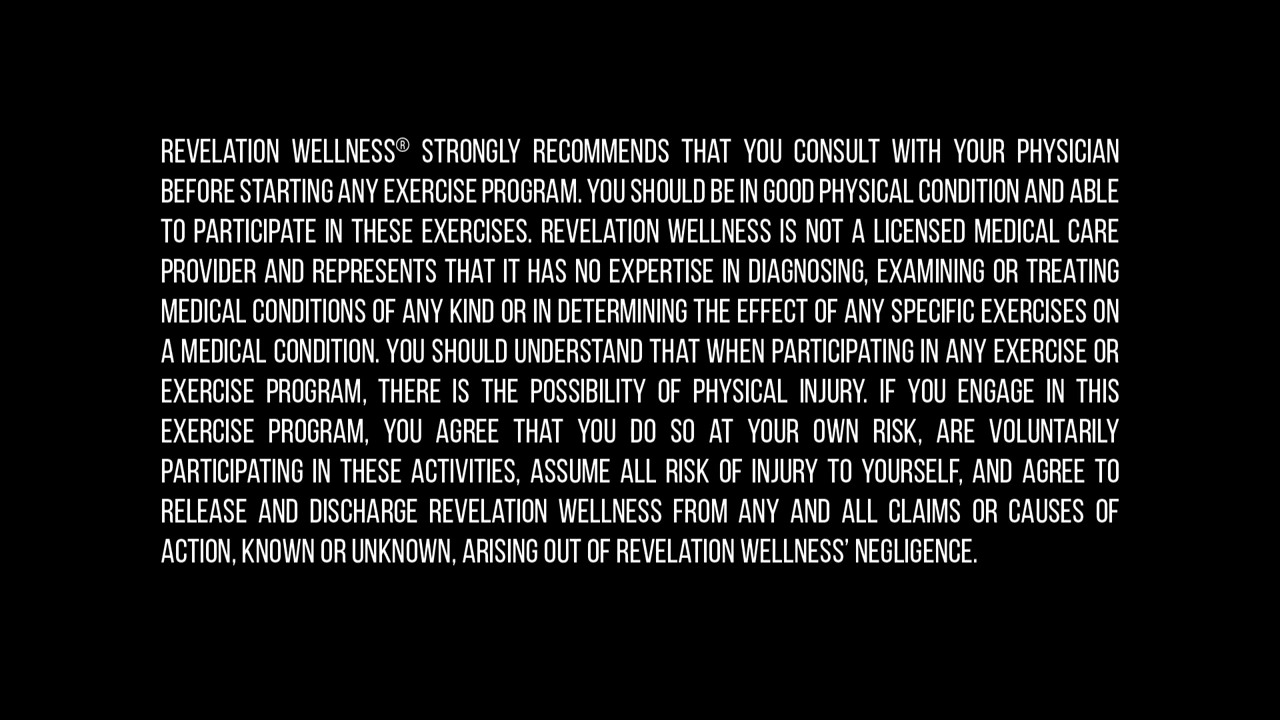 REVELATION WELLNESS® STRONGLY RECOMMENDS THAT YOU CONSULT WITH YOUR PHYSICIAN
BEFORE STARTING ANY EXERCISE PROGRAM. YOU SHOULD BE IN GOOD PHYSICAL CONDITION AND ABLE
TO PARTICIPATE IN THESE EXERCISES. REVELATION WELLNESS IS NOT A LICENSED MEDICAL CARE
PROVIDER AND REPRESENTS THAT IT HAS NO EXPERTISE IN DIAGNOSING, EXAMINING OR TREATING
MEDICAL CONDITIONS OF ANY KIND OR IN DETERMINING THE EFFECT OF ANY SPECIFIC EXERCISES ON
A MEDICAL CONDITION. YOU SHOULD UNDERSTAND THAT WHEN PARTICIPATING IN ANY EXERCISE OR
EXERCISE PROGRAM, THERE IS THE POSSIBILITY OF PHYSICAL INJURY. IF YOU ENGAGE IN THIS
EXERCISE PROGRAM, YOU AGREE THAT YOU DO SO AT YOUR OWN RISK, ARE VOLUNTARILY
PARTICIPATING IN THESE ACTIVITIES, ASSUME ALL RISK OF INJURY TO YOURSELF, AND AGREE TO
RELEASE AND DISCHARGE REVELATION WELLNESS FROM ANY AND ALL CLAIMS OR CAUSES OF
ACTION, KNOWN OR UNKNOWN, ARISING OUT OF REVELATION WELLNESS’ NEGLIGENCE.